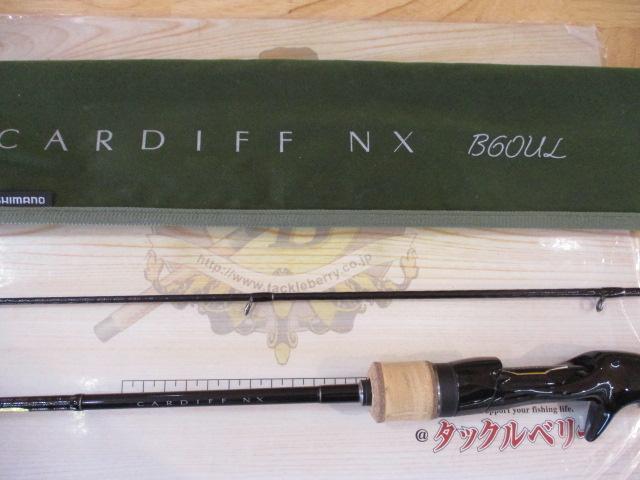 CARDIFF NX B60UL
SHIMANO
http://www.tackleberry.co.jp
CARDIFF NX
support your fishing life.
@タックルベリー